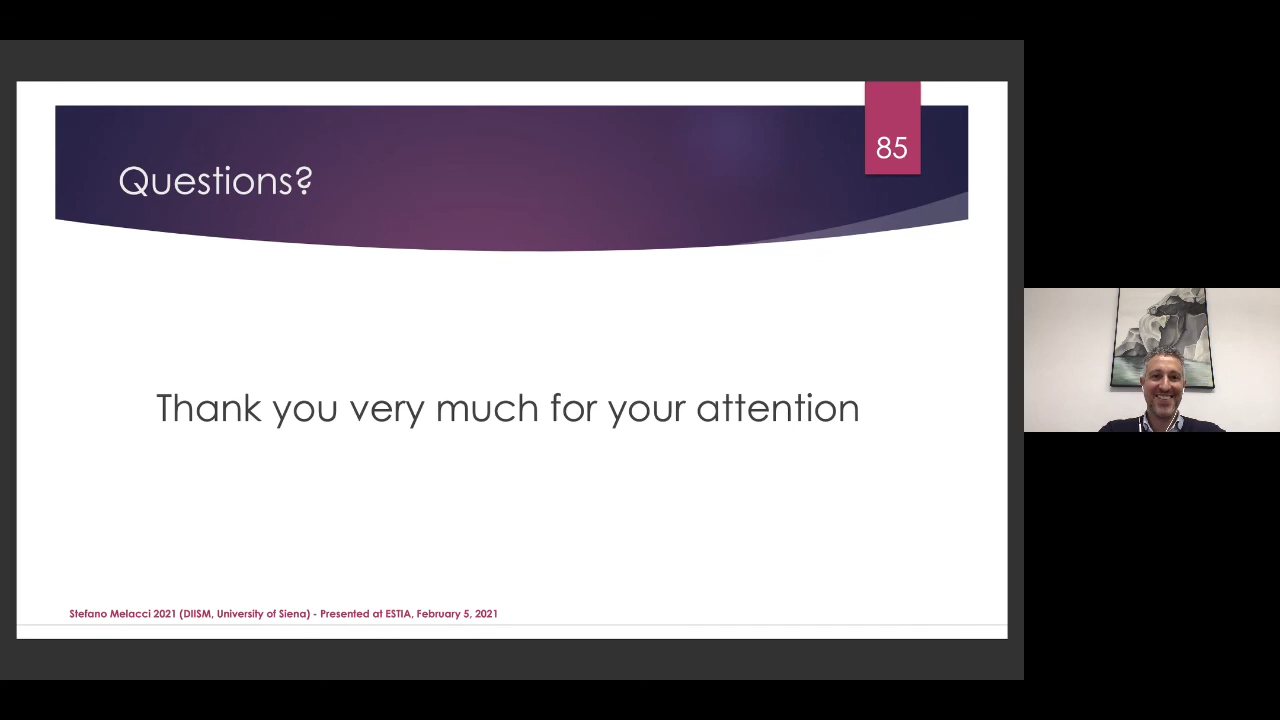 85
Questions?
Thank you very much for your attention
Stefano Melacci 2021 (DIISM, University of Siena) - Presented at ESTIA, February 5, 2021